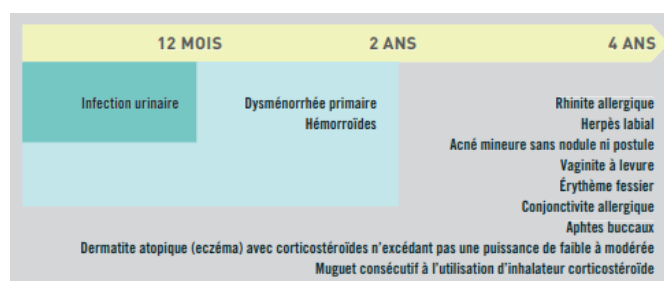 12 MOIS 2 ANS 4 ANS
Infection urinaire
Dysménorrhée primaire
Hémorroïdes
Rhinite allergique
Herpès labial
Acné mineure sans nodule ni postule
Vaginite à levure
Érythème fessier
Conjonctivite allergique
Aphtes buccaux
Dermatite atopique (eczéma) avec corticostéroïdes n'excédant pas une puissance de faible à modérée
Muguet consécutif à l'utilisation d'inhalateur corticostéroïde